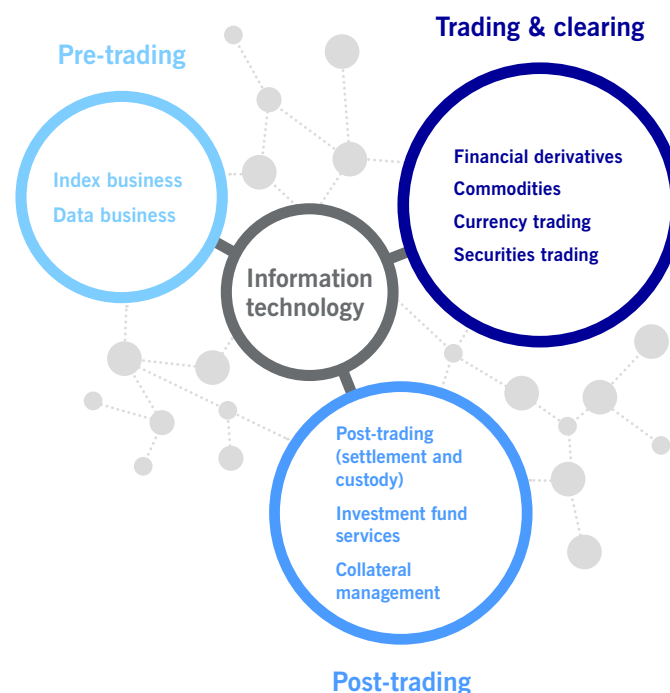 Trading & clearing
Pre-trading
Financial derivatives
Commodities
Currency trading
Securities trading
Index business
Data business
Information
technology
Post-trading
(settlement and
custody)
Investment fund
services
Collateral
management
Post-trading